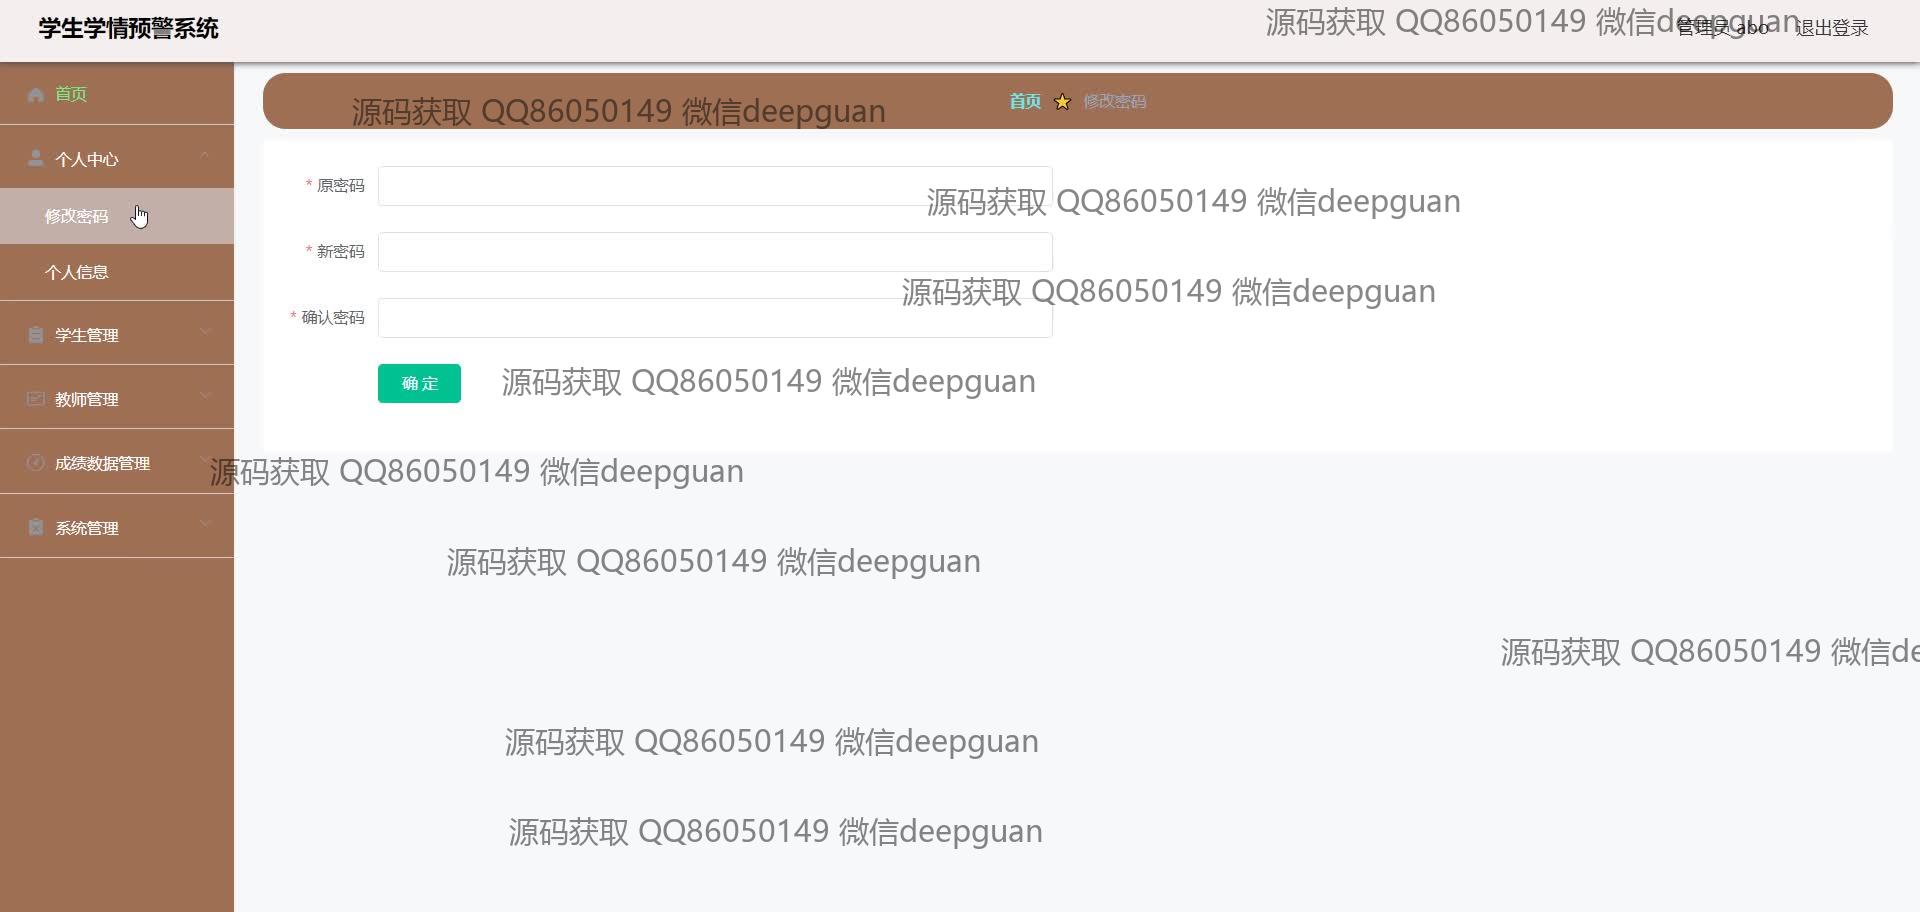 学生学情预警系统
源码获取 QQ86050149 微信deepguan
管理员 abo
退出登录
首页
源码获取 QQ86050149 微信deepguan
首页 修改密码
个人中心
* 原密码
源码获取 QQ86050149 微信deepguan
修改密码
* 新密码
个人信息
源码获取 QQ86050149 微信deepguan
* 确认密码
学生管理
确定
源码获取 QQ86050149 微信deepguan
教师管理
成绩数据管理
源码获取 QQ86050149 微信deepguan
系统管理
源码获取 QQ86050149 微信deepguan
源码获取 QQ86050149 微信de
源码获取 QQ86050149 微信deepguan
源码获取 QQ86050149 微信deepguan